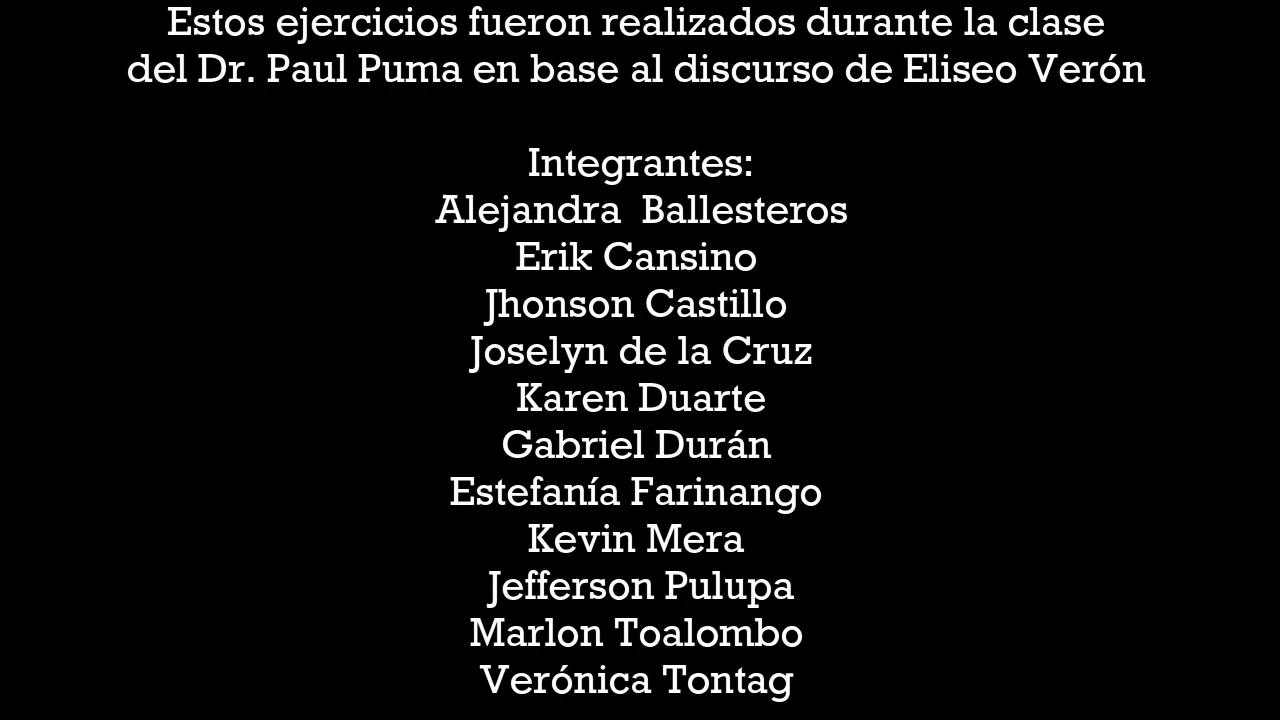 Estos ejercicios fueron realizados durante la clase
del Dr. Paul Puma en base al discurso de Eliseo Verón
Integrantes:
Alejandra Ballesteros
Erik Cansino
Jhonson Castillo
Joselyn de la Cruz
Karen Duarte
Gabriel Durán
Estefanía Farinango
Kevin Mera
Jefferson Pulupa
Marlon Toalombo
Verónica Tontag